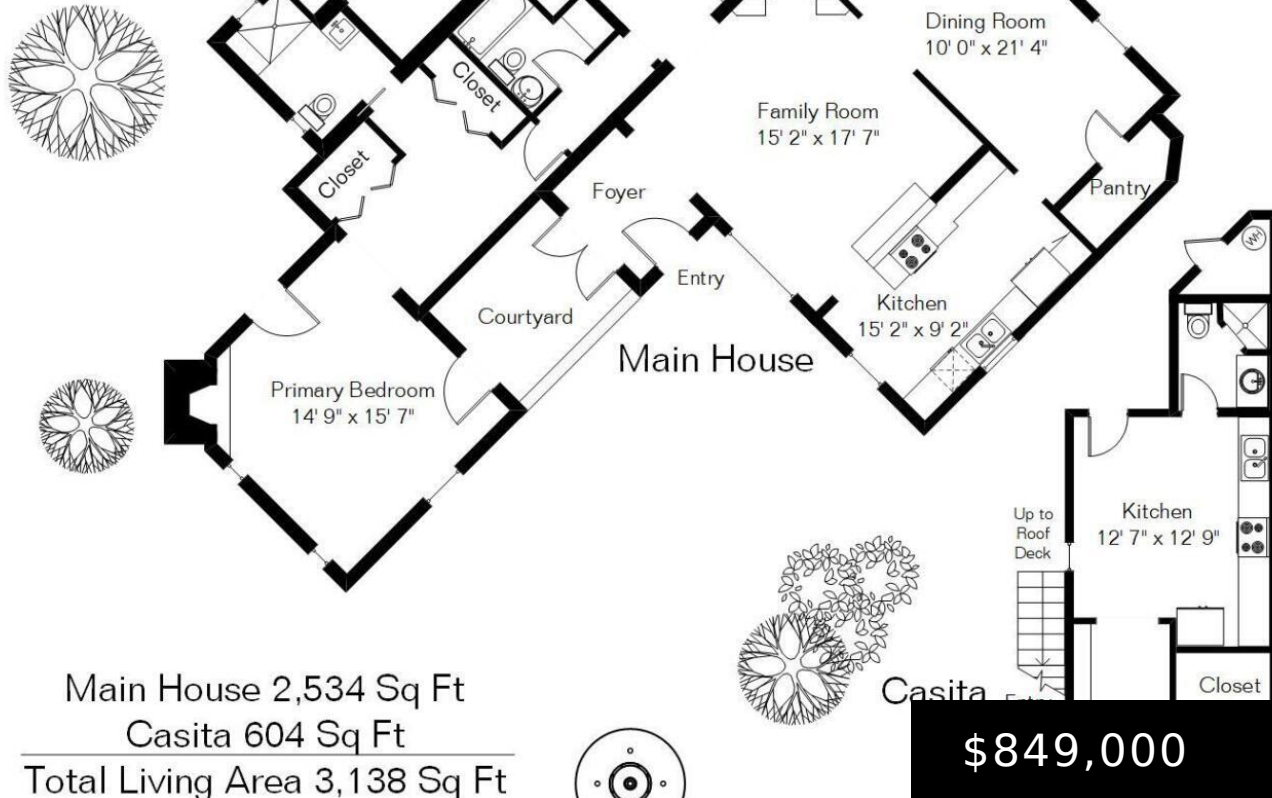 Dining Room
10' 0" x 21' 4"
Closet
Family Room
15' 2" x 17' 7"
Closet
Foyer
Pantry
WH
Entry
Courtyard
Kitchen
15' 2" x 9' 2"
Main House
Primary Bedroom
14' 9" x 15' 7"
Up to
Roof
Deck
Kitchen
12' 7" x 12' 9"
Main House 2,534 Sq Ft
Casita 604 Sq Ft
Total Living Area 3,138 Sq Ft
Casita
Closet
$849,000